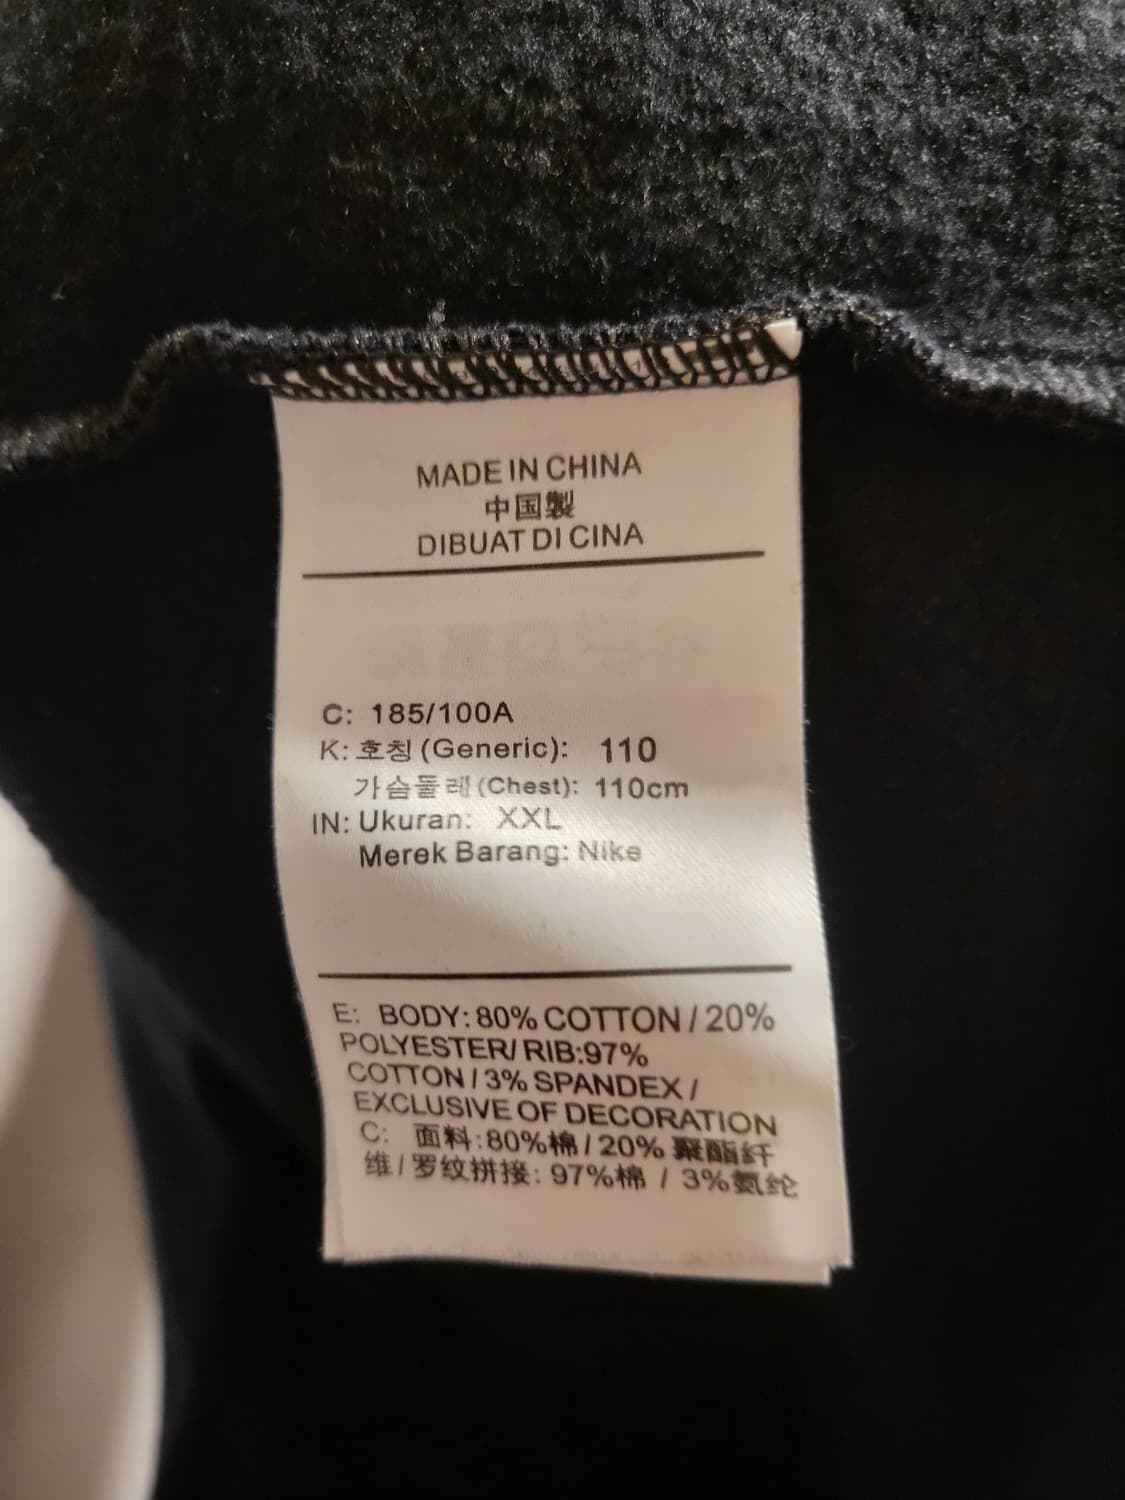 MADE IN CHINA
中国製
DIBUAT DI CINA
C: 185/100A
K: 호칭 (Generic): 110
가슴둘레 (Chest): 110cm
IN: Ukuran: XXL
Merek Barang: Nike
E: BODY: 80% COTTON / 20%
POLYESTER/ RIB:97%
COTTON / 3% SPANDEX /
EXCLUSIVE OF DECORATION
C: 面料:80%棉 / 20% 聚酯纤
维 / 罗纹拼接: 97%棉 / 3%氨纶